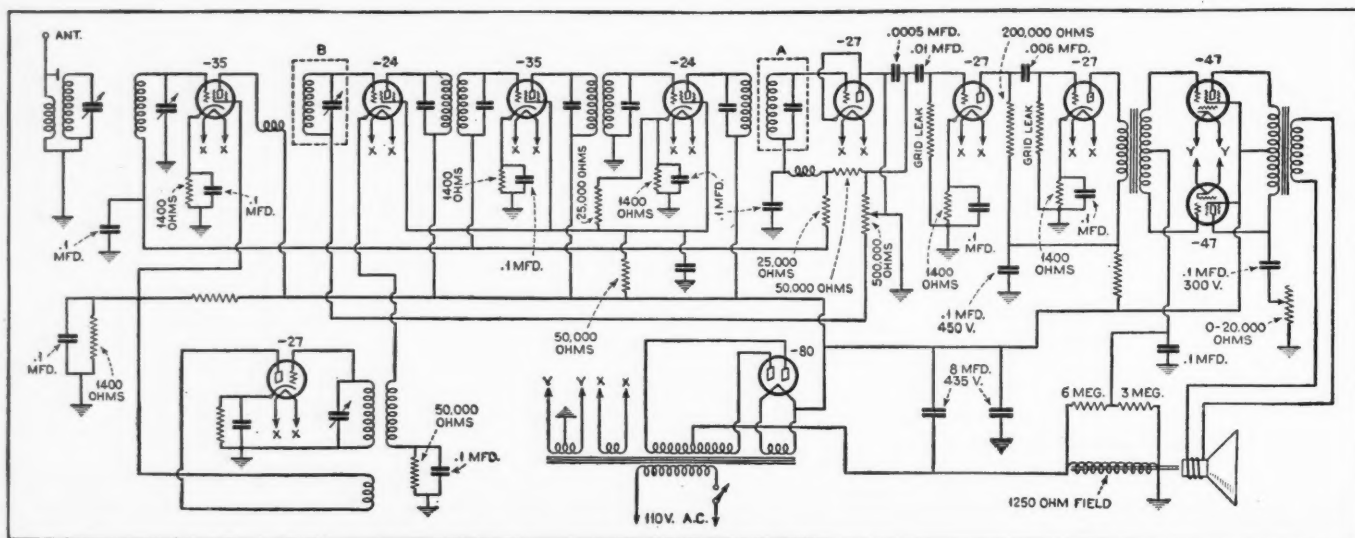 ANT.
-35
B
-24
-35
-24
A
-27
.0005 MFD.
.01 MFD.
-27
200,000 OHMS
.006 MFD.
-27
-47
X X
X X
X X
X X
X X
X X
X X
Y Y
1400
OHMS
.1
MFD.
.1
MFD.
1400
OHMS
.1 MFD.
25,000 OHMS
1400
OHMS
.1
MFD.
.1
MFD.
25,000
OHMS
50,000 OHMS
500,000
OHMS
GRID LEAK
1400
OHMS
.1
MFD.
.1 MFD.
450 V.
GRID LEAK
1400
OHMS
.1
MFD.
-47
.1 MFD.
300 V.
0-20,000
OHMS
.1
MFD.
1400
OHMS
-27
X X
50,000
OHMS
.1 MFD.
50,000
OHMS
-80
Y Y X X
8 MFD.
435 V.
.1 MFD.
6 MEG.
3 MEG.
110V. A.C.
1250 OHM FIELD